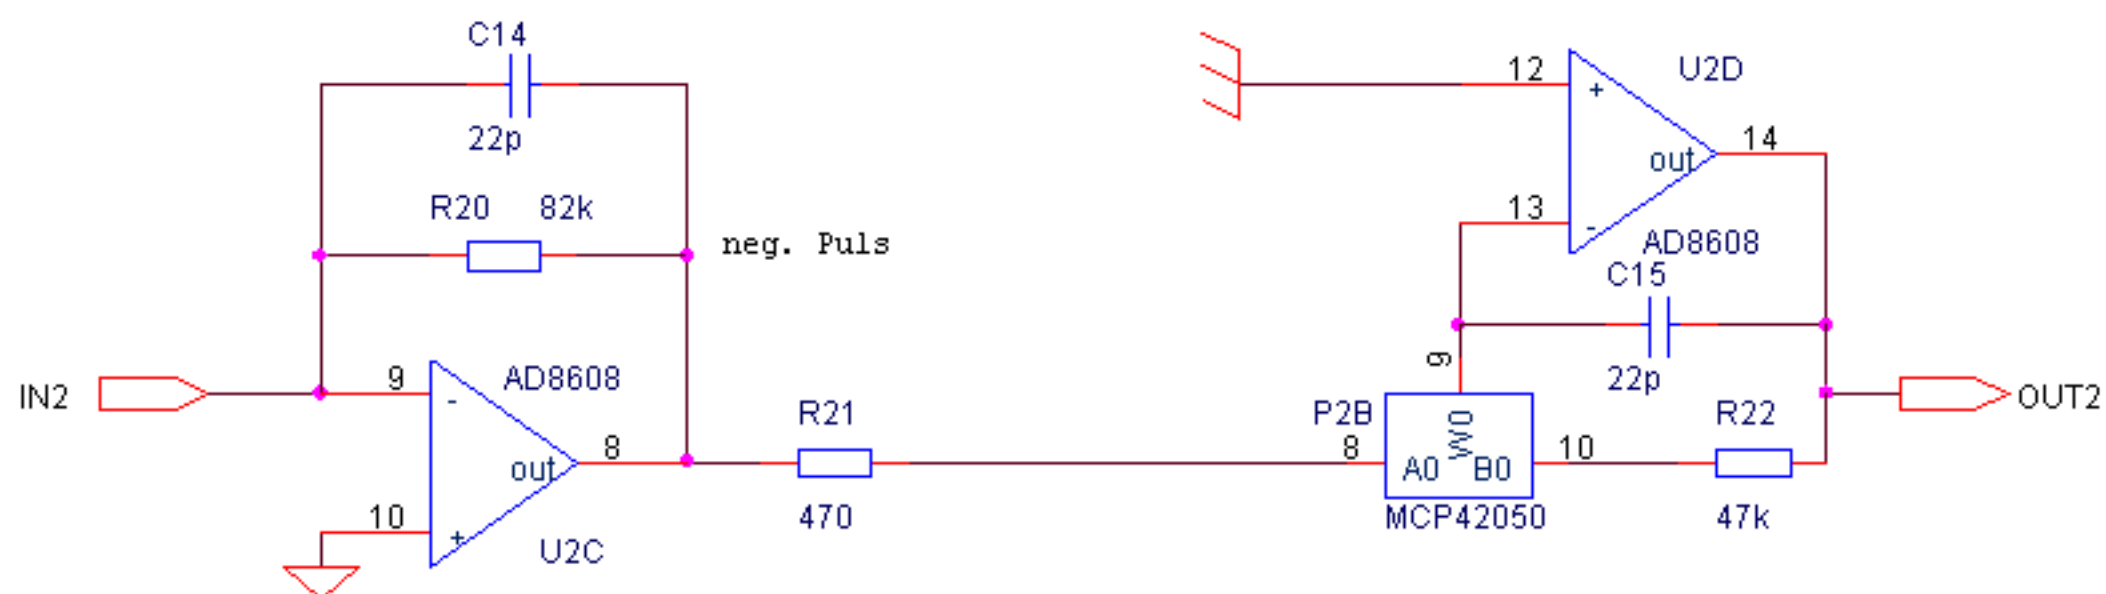 C14
22p
R20 82k
neg. Puls
IN2
9
-
AD8608
out
8
10
+
U2C
R21
470
12
+
U2D
out
14
13
-
AD8608
C15
22p
9
P2B
8
A0
W0
B0
10
MCP42050
R22
47k
OUT2